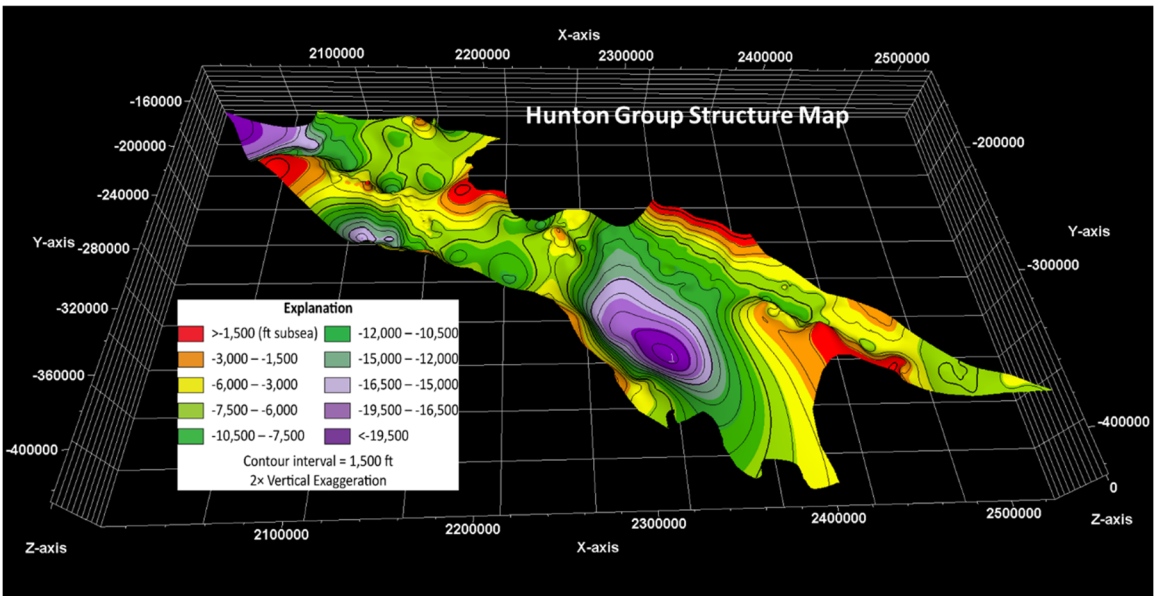 X-axis
2100000 2200000 2300000 2400000 2500000
Hunton Group Structure Map
-160000
-200000
-240000
Y-axis -280000
-320000
-360000
-400000
-200000
Y-axis
-300000
-400000
0
Z-axis
Explanation
>-1,500 (ft subsea) -12,000 – -10,500
-3,000 – -1,500 -15,000 – -12,000
-6,000 – -3,000 -16,500 – -15,000
-7,500 – -6,000 -19,500 – -16,500
-10,500 – -7,500 <-19,500
Contour interval = 1,500 ft
2× Vertical Exaggeration
2100000 2200000 2300000 2400000 2500000
Z-axis X-axis